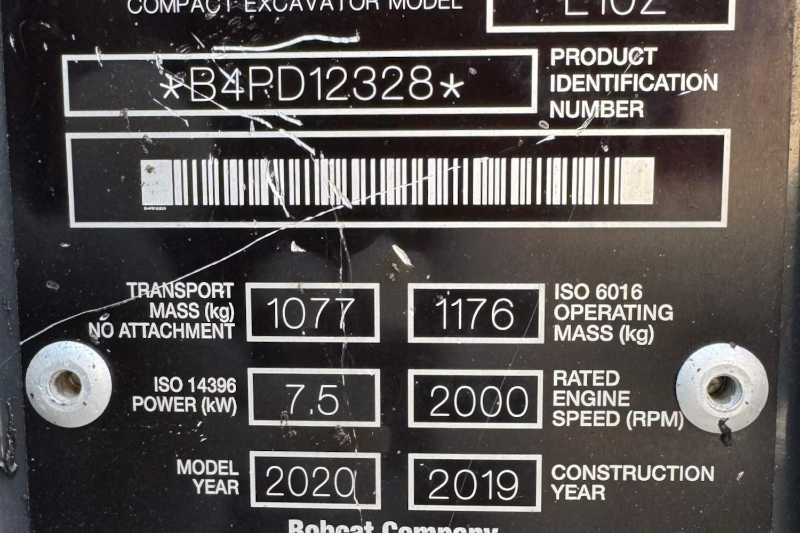 COMPACT EXCAVATOR MODEL
E10Z
*B4PD12328*
PRODUCT
IDENTIFICATION
NUMBER
TRANSPORT
MASS (kg)
NO ATTACHMENT
1077
1176
ISO 6016
OPERATING
MASS (kg)
ISO 14396
POWER (kW)
7.5
2000
RATED
ENGINE
SPEED (RPM)
MODEL
YEAR
2020
2019
CONSTRUCTION
YEAR
Bobcat Company